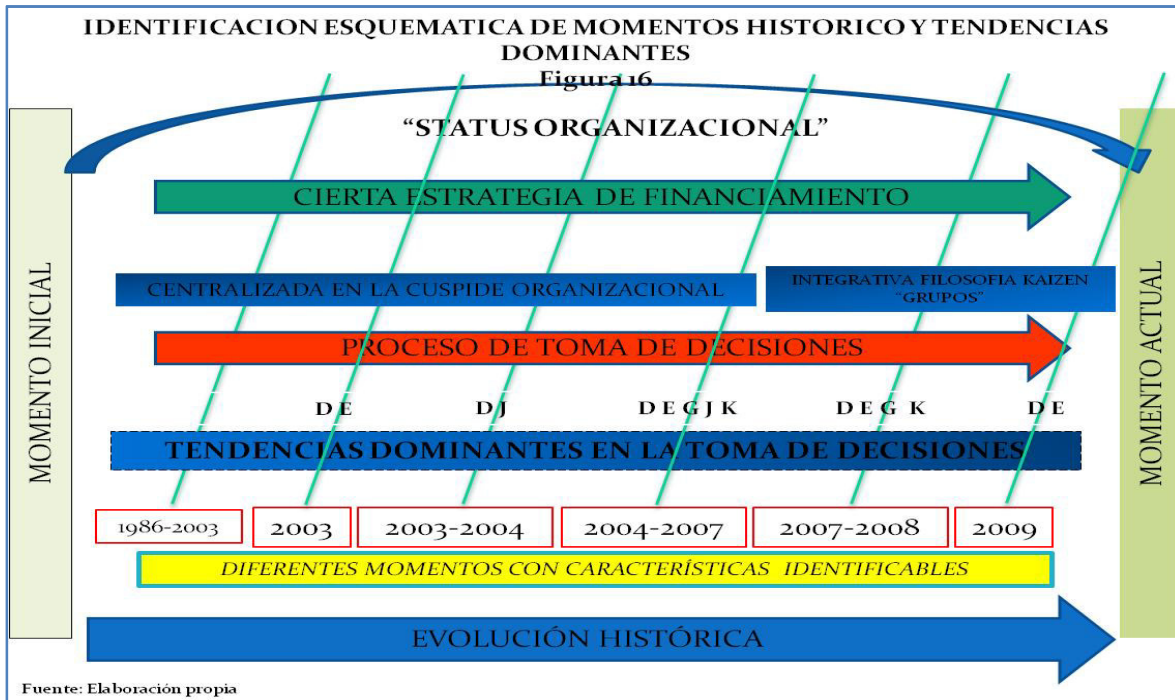 IDENTIFICACION ESQUEMATICA DE MOMENTOS HISTORICO Y TENDENCIAS
DOMINANTES
Figura 16
"STATUS ORGANIZACIONAL"
CIERTA ESTRATEGIA DE FINANCIAMIENTO
MOMENTO INICIAL
CENTRALIZADA EN LA CUSPIDE ORGANIZACIONAL
INTEGRATIVA FILOSOFIA KAIZEN
"GRUPOS"
MOMENTO ACTUAL
PROCESO DE TOMA DE DECISIONES
D E D J D E G J K D E G K D E
TENDENCIAS DOMINANTES EN LA TOMA DE DECISIONES
1986-2003 2003 2003-2004 2004-2007 2007-2008 2009
DIFERENTES MOMENTOS CON CARACTERÍSTICAS IDENTIFICABLES
EVOLUCIÓN HISTÓRICA
Fuente: Elaboración propia